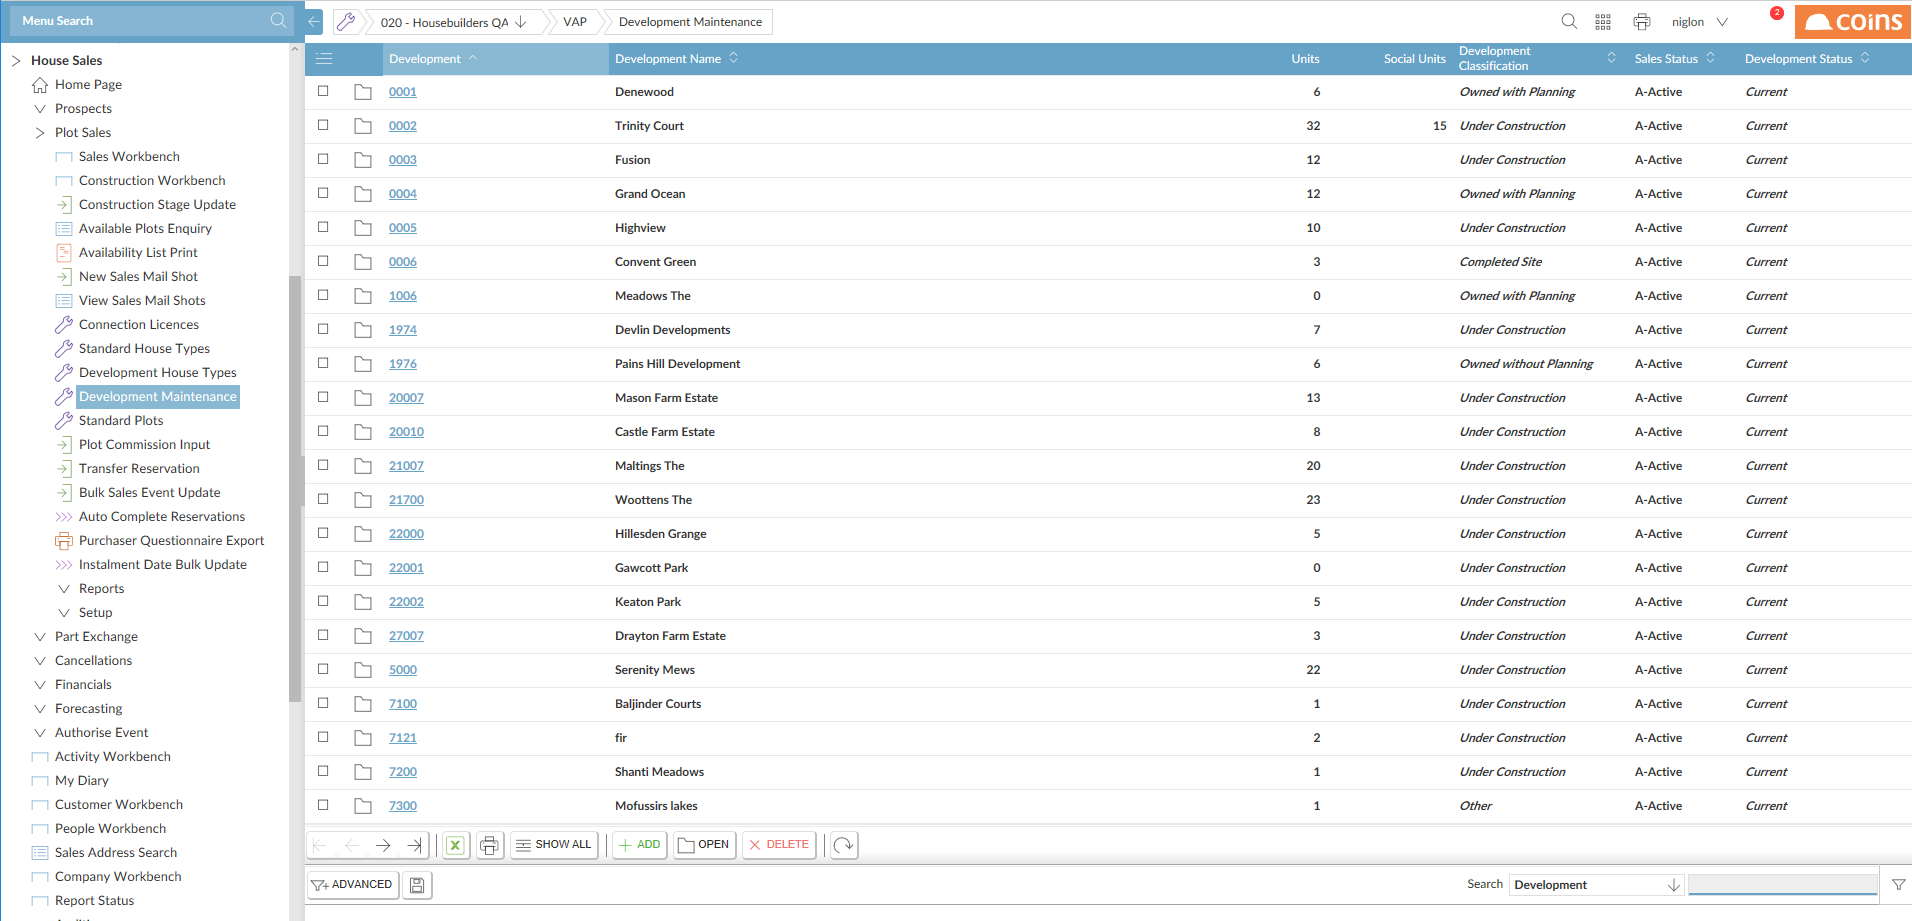 Menu Search
020 - Housebuilders QA
VAP
Development Maintenance
niglon
2
coins
House Sales
Home Page
Prospects
Plot Sales
Sales Workbench
Construction Workbench
Construction Stage Update
Available Plots Enquiry
Availability List Print
New Sales Mail Shot
View Sales Mail Shots
Connection Licences
Standard House Types
Development House Types
Development Maintenance
Standard Plots
Plot Commission Input
Transfer Reservation
Bulk Sales Event Update
Auto Complete Reservations
Purchaser Questionnaire Export
Instalment Date Bulk Update
Reports
Setup
Part Exchange
Cancellations
Financials
Forecasting
Authorise Event
Activity Workbench
My Diary
Customer Workbench
People Workbench
Sales Address Search
Company Workbench
Report Status
Development Development Name Units Social Units Development Classification Sales Status Development Status
0001 Denewood 6 Owned with Planning A-Active Current
0002 Trinity Court 32 15 Under Construction A-Active Current
0003 Fusion 12 Under Construction A-Active Current
0004 Grand Ocean 12 Owned with Planning A-Active Current
0005 Highview 10 Under Construction A-Active Current
0006 Convent Green 3 Completed Site A-Active Current
1006 Meadows The 0 Owned with Planning A-Active Current
1974 Devlin Developments 7 Under Construction A-Active Current
1976 Pains Hill Development 6 Owned without Planning A-Active Current
20007 Mason Farm Estate 13 Under Construction A-Active Current
20010 Castle Farm Estate 8 Under Construction A-Active Current
21007 Maltings The 20 Under Construction A-Active Current
21700 Woottens The 23 Under Construction A-Active Current
22000 Hillesden Grange 5 Under Construction A-Active Current
22001 Gawcott Park 0 Under Construction A-Active Current
22002 Keaton Park 5 Under Construction A-Active Current
27007 Drayton Farm Estate 3 Under Construction A-Active Current
5000 Serenity Mews 22 Under Construction A-Active Current
7100 Baljinder Courts 1 Under Construction A-Active Current
7121 fir 2 Under Construction A-Active Current
7200 Shanti Meadows 1 Under Construction A-Active Current
7300 Mofussirs lakes 1 Other A-Active Current
SHOW ALL ADD OPEN DELETE
ADVANCED
Search Development